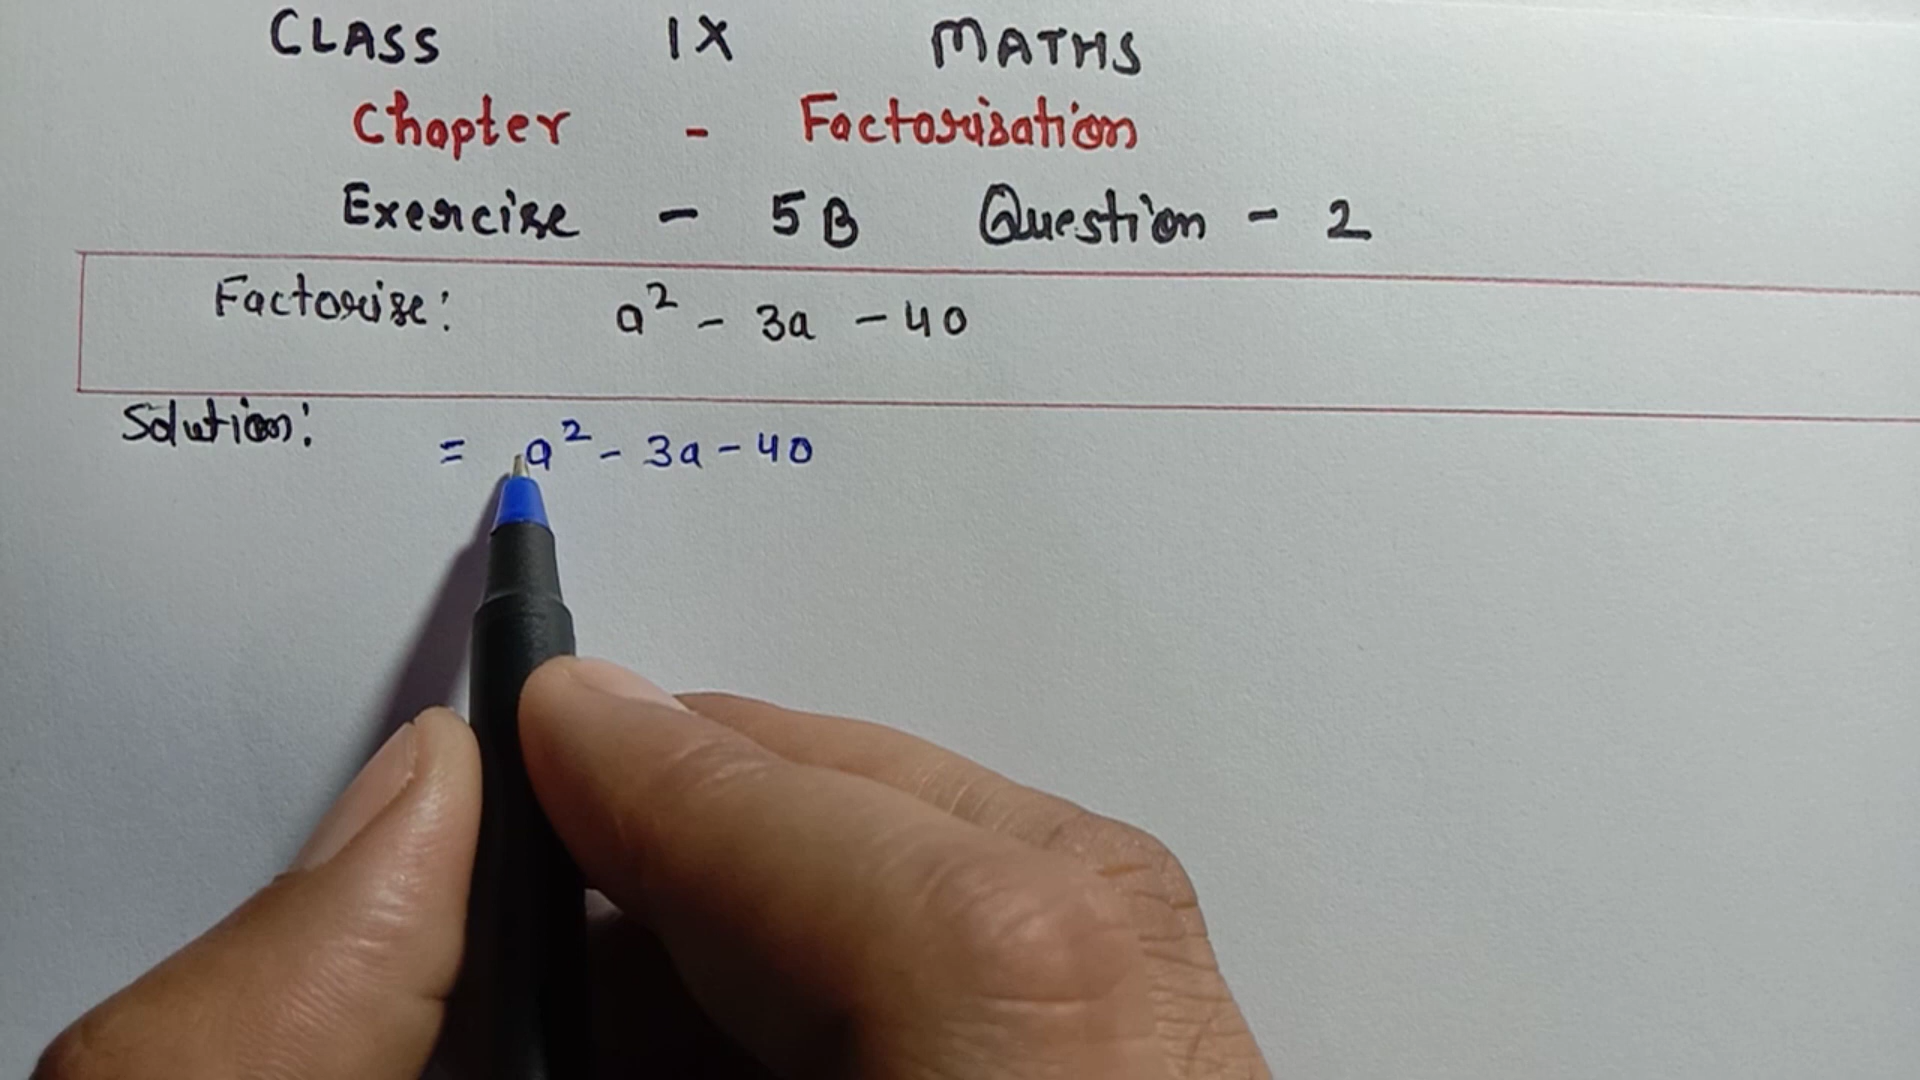 CLASS IX MATHS
Chapter - Factorisation
Exercise - 5B Question - 2
Factorise: a² - 3a - 40
Solution:
= a² - 3a - 40